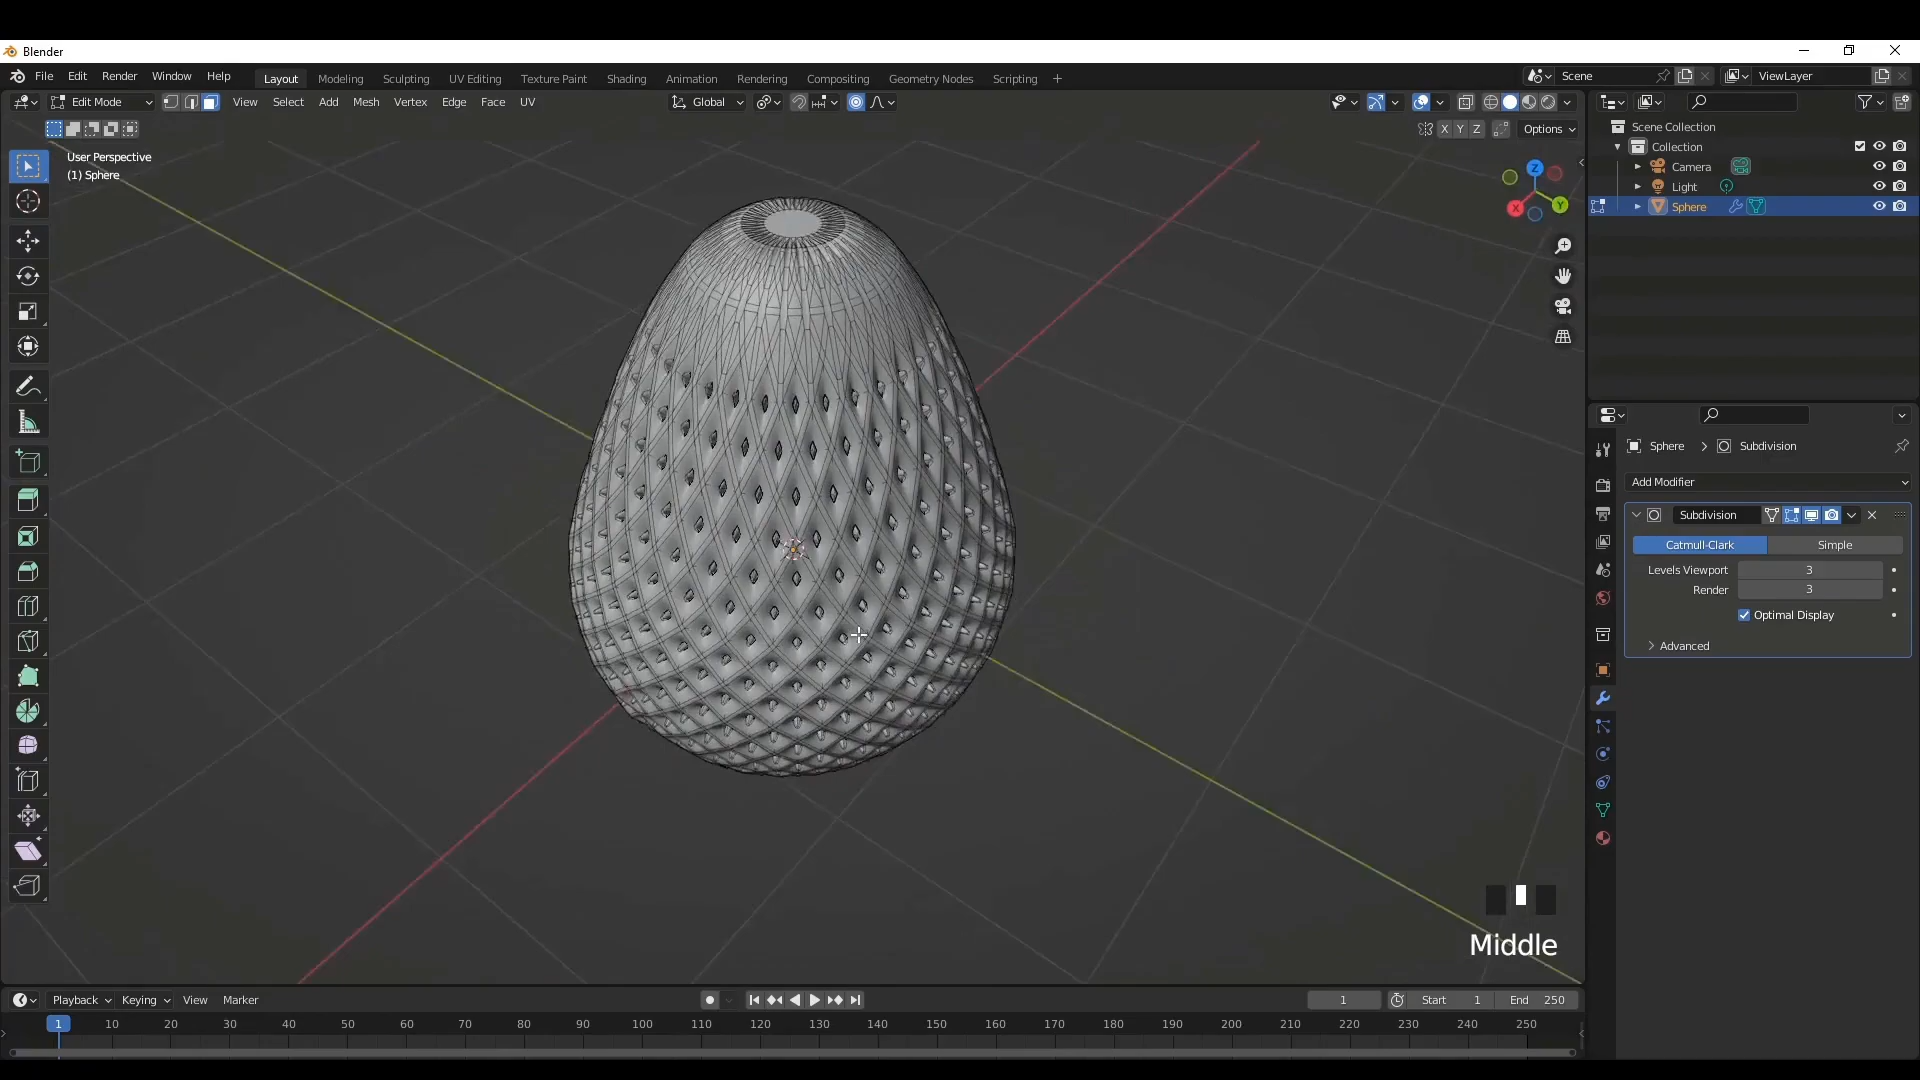 Blender
File Edit Render Window Help
Layout Modeling Sculpting UV Editing Texture Paint Shading Animation Rendering Compositing Geometry Nodes Scripting +
Scene
ViewLayer
Edit Mode
View Select Add Mesh Vertex Edge Face UV
Global
X Y Z
Options
User Perspective
(1) Sphere
Z
X
Y
Scene Collection
Collection
Camera
Light
Sphere
Sphere > Subdivision
Add Modifier
Subdivision
Catmull-Clark Simple
Levels Viewport 3
Render 3
Optimal Display
Advanced
Middle
Playback Keying View Marker
1
Start 1
End 250
1 10 20 30 40 50 60 70 80 90 100 110 120 130 140 150 160 170 180 190 200 210 220 230 240 250